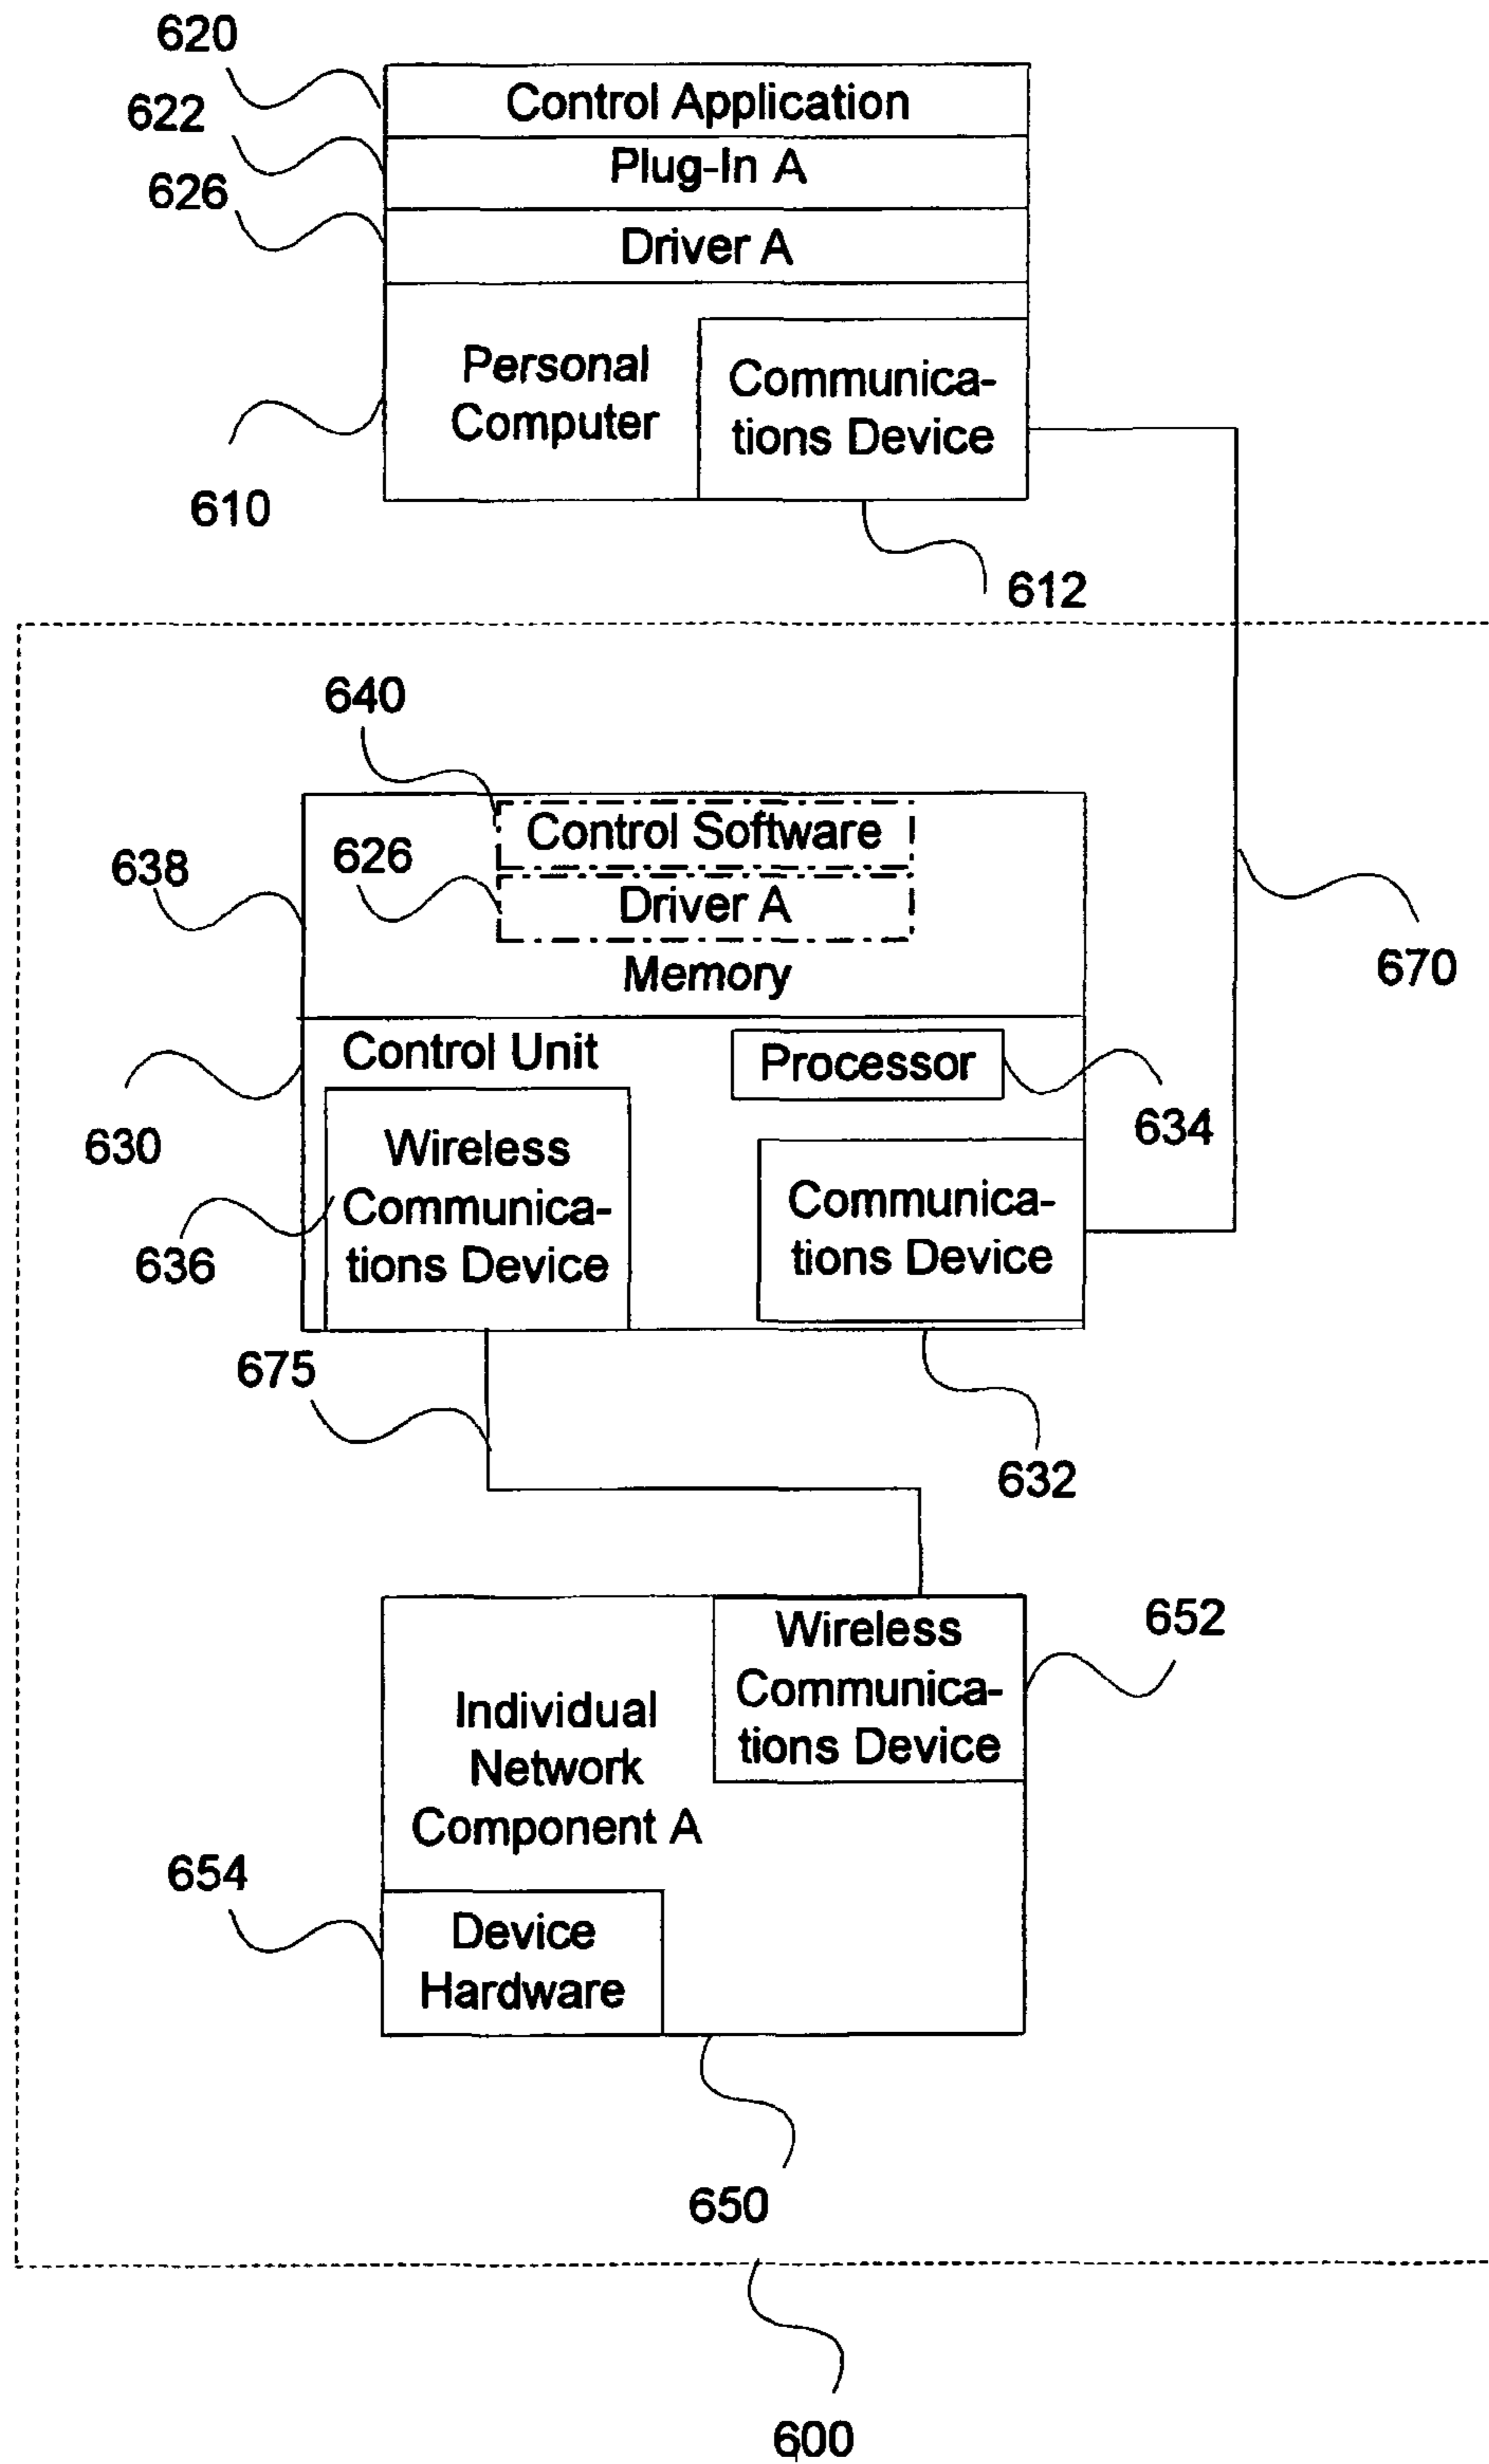 620
Control Application
622
Plug-In A
626
Driver A
Personal
Computer
Communica-
tions Device
610
612
640
Control Software
638
626
Driver A
Memory
670
Control Unit
Processor
630
634
Wireless
Communica-
tions Device
636
Communica-
tions Device
675
632
652
Wireless
Communica-
tions Device
Individual
Network
Component A
654
Device
Hardware
650
600